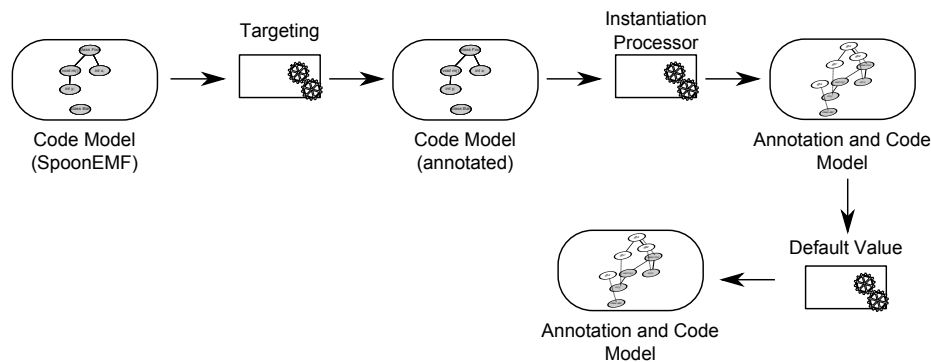 Targeting
Instantiation
Processor
Code Model
(SpoonEMF)
Code Model
(annotated)
Annotation and Code
Model
Default Value
Annotation and Code
Model